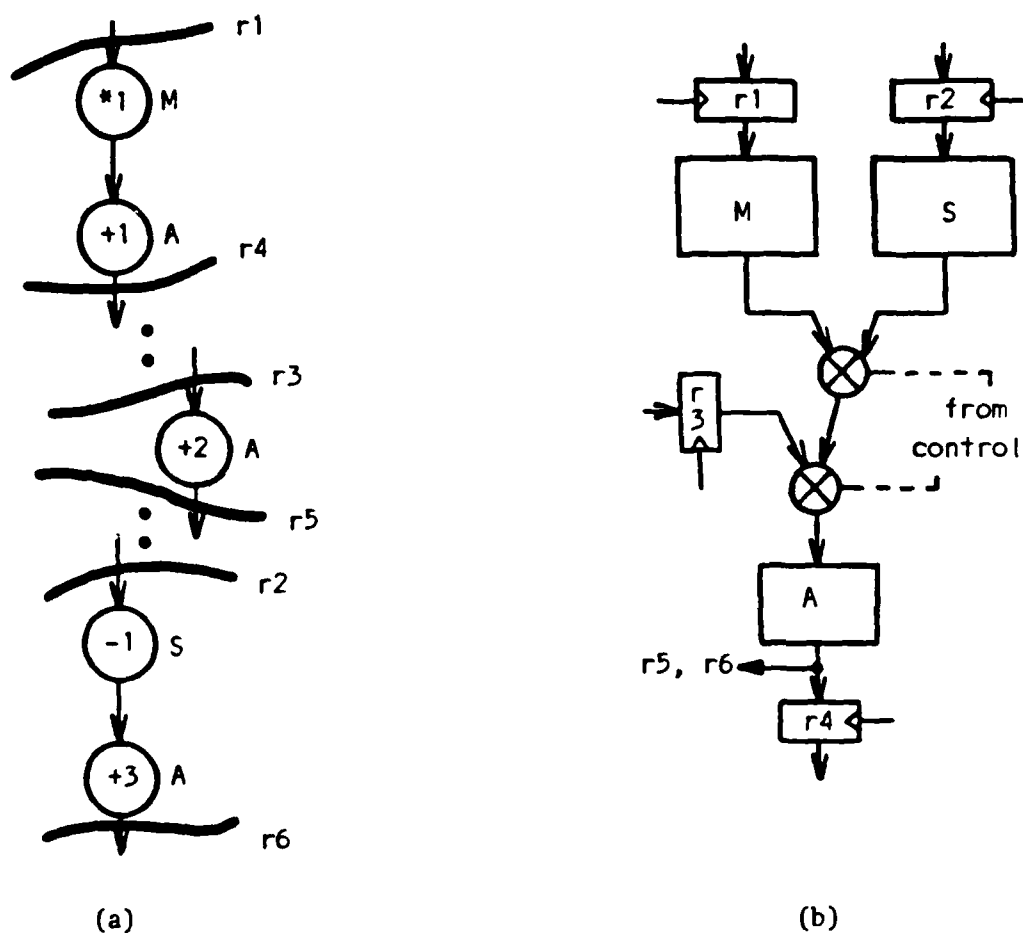 r1
*1 M
+1 A
r4
r3
+2 A
r5
r2
-1 S
+3 A
r6
(a)
r1 r2
M S
r
3
from
control
A
r5, r6
r4
(b)